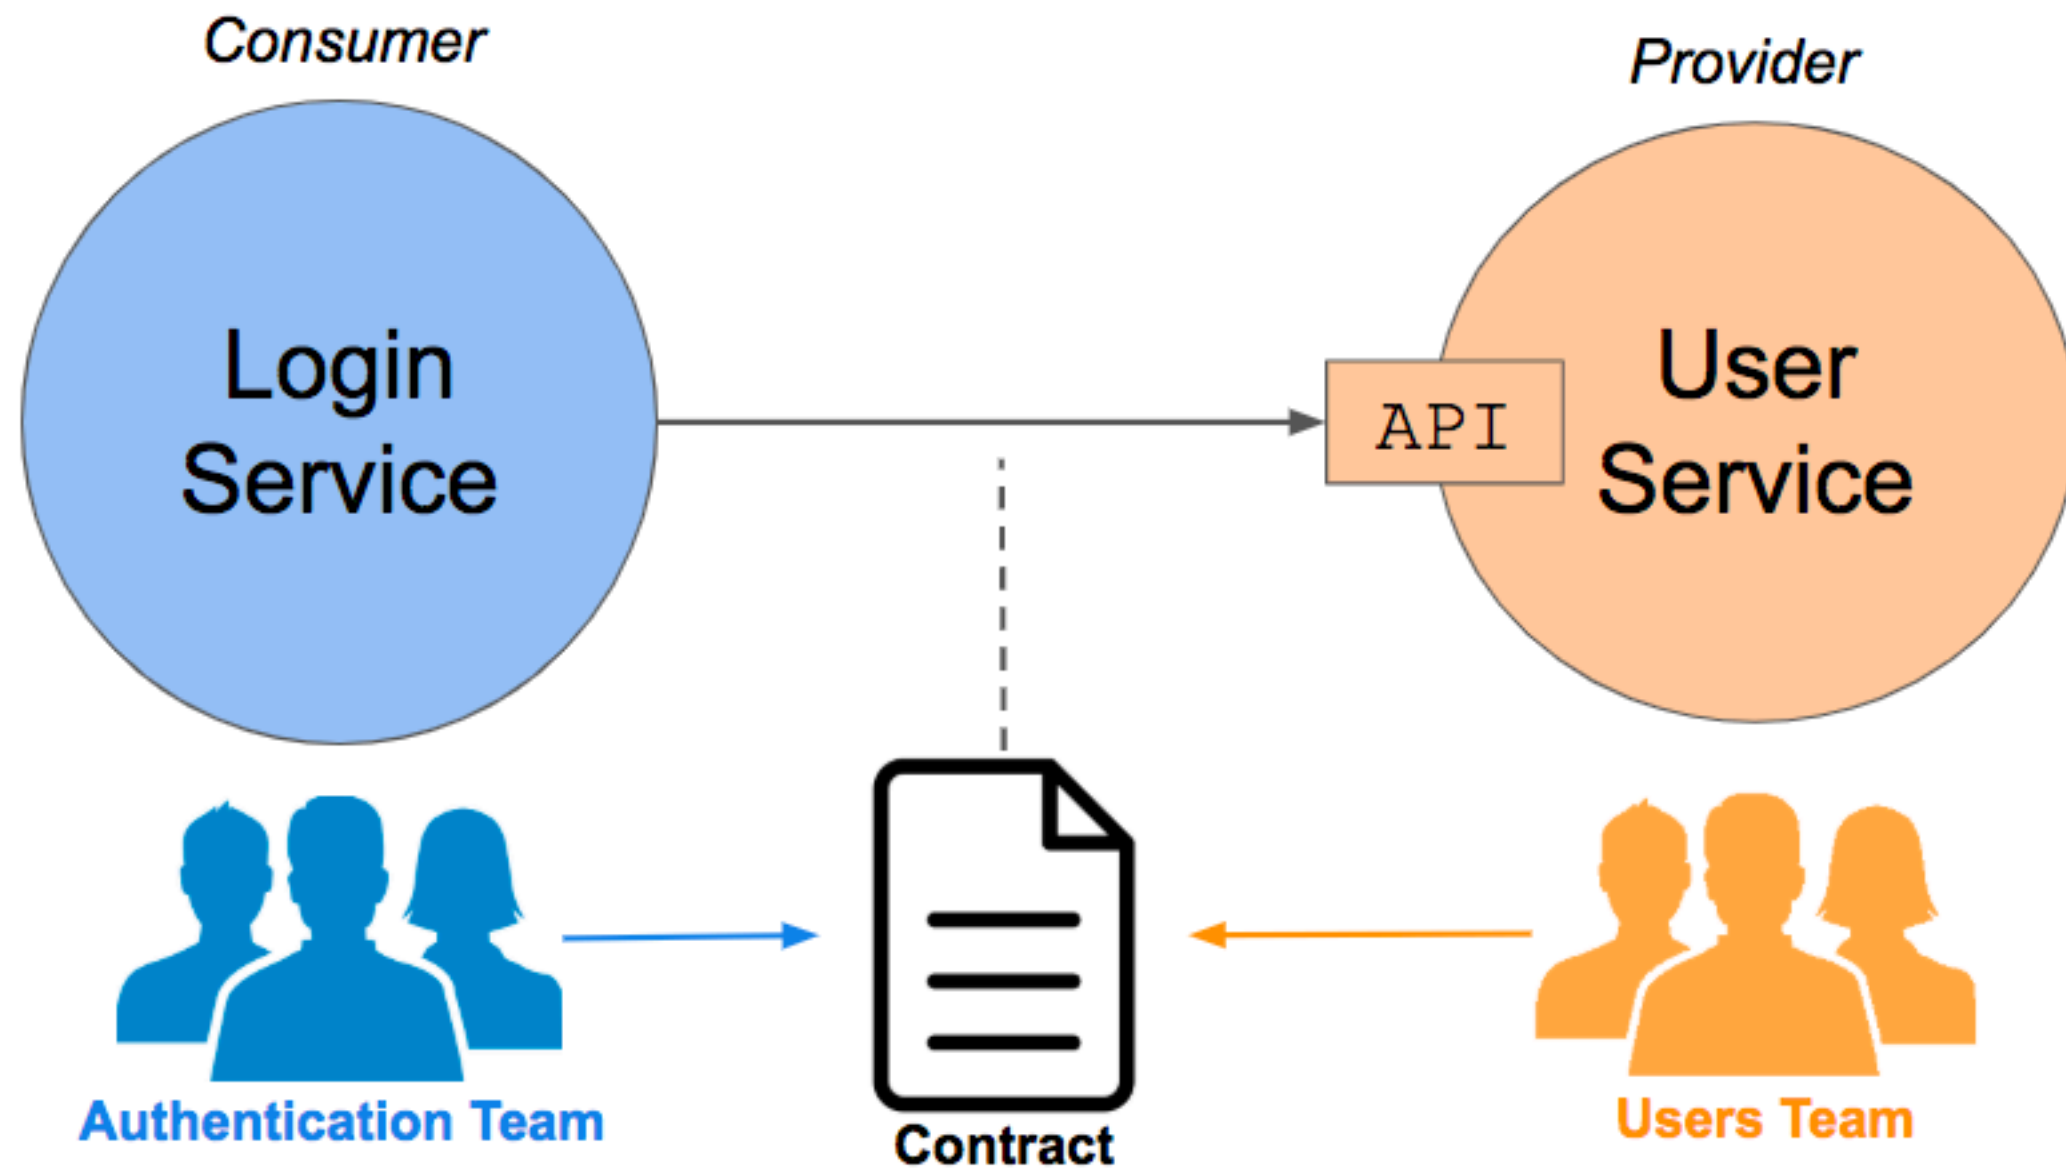 Consumer
Provider
Login
Service
API
User
Service
Authentication Team
Contract
Users Team